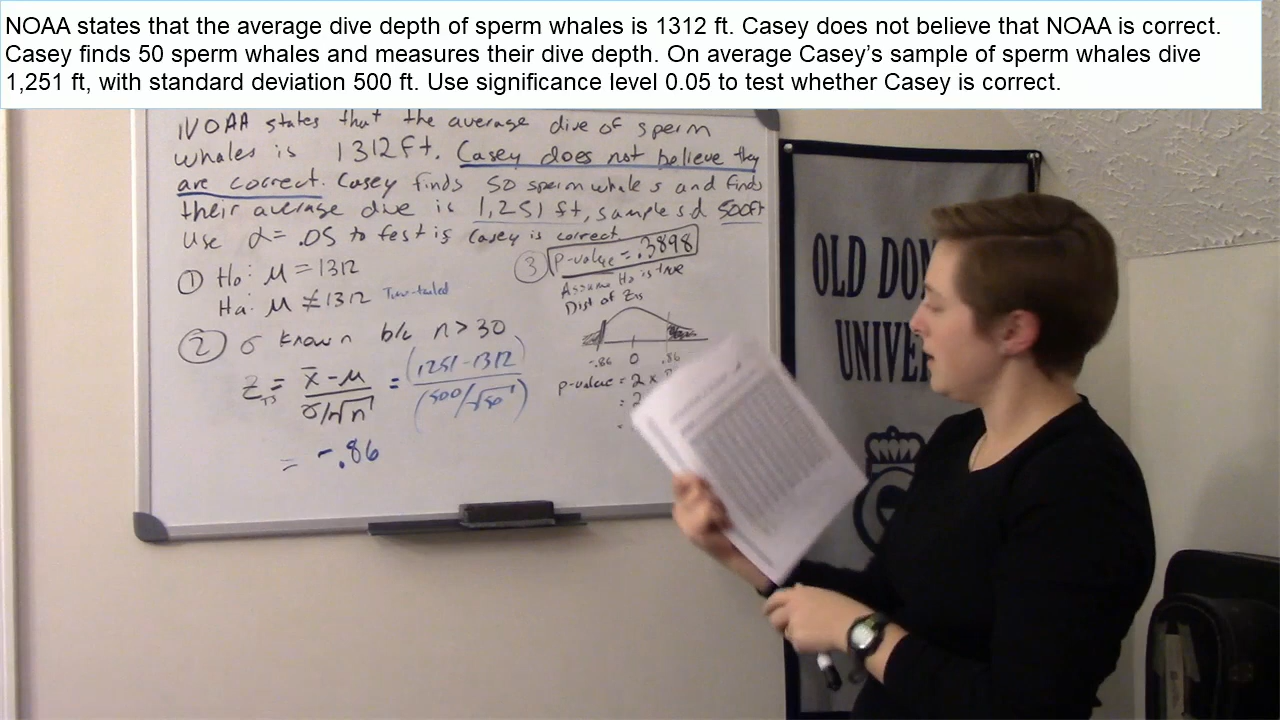 NOAA states that the average dive depth of sperm whales is 1312 ft. Casey does not believe that NOAA is correct.
Casey finds 50 sperm whales and measures their dive depth. On average Casey's sample of sperm whales dive
1,251 ft, with standard deviation 500 ft. Use significance level 0.05 to test whether Casey is correct.
NOAA states that the average dive of sperm
whales is 1312 ft. Casey does not believe they
are correct. Casey finds 50 sperm whales and finds
their average dive is 1,251 ft, sample sd 500ft
Use α = .05 to test if Casey is correct
① Ho: μ = 1312
Ha: μ ≠ 1312 Two-tailed
② σ known b/c n > 30
Z_TS = (x̄ - μ)/(σ/√n) = (1251 - 1312)/(500/√50)
= -.86
③ p-value = .3898
Assume Ho is true
Dist of Z_TS
-.86 0 .86
p-value = 2 x
= 2
OLD DO
UNIVE